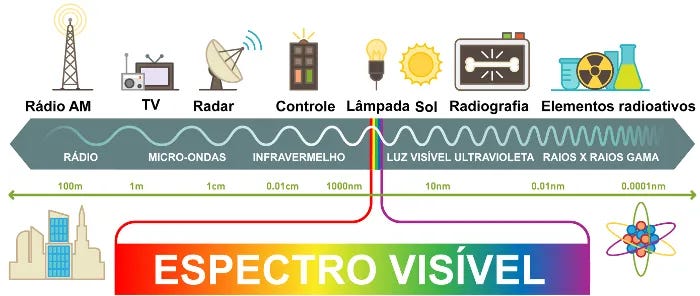 Rádio AM TV Radar Controle Lâmpada Sol Radiografia Elementos radioativos
RÁDIO MICRO-ONDAS INFRAVERMELHO LUZ VISÍVEL ULTRAVIOLETA RAIOS X RAIOS GAMA
100m 1m 1cm 0.01cm 1000nm 10nm 0.01nm 0.0001nm
ESPECTRO VISÍVEL